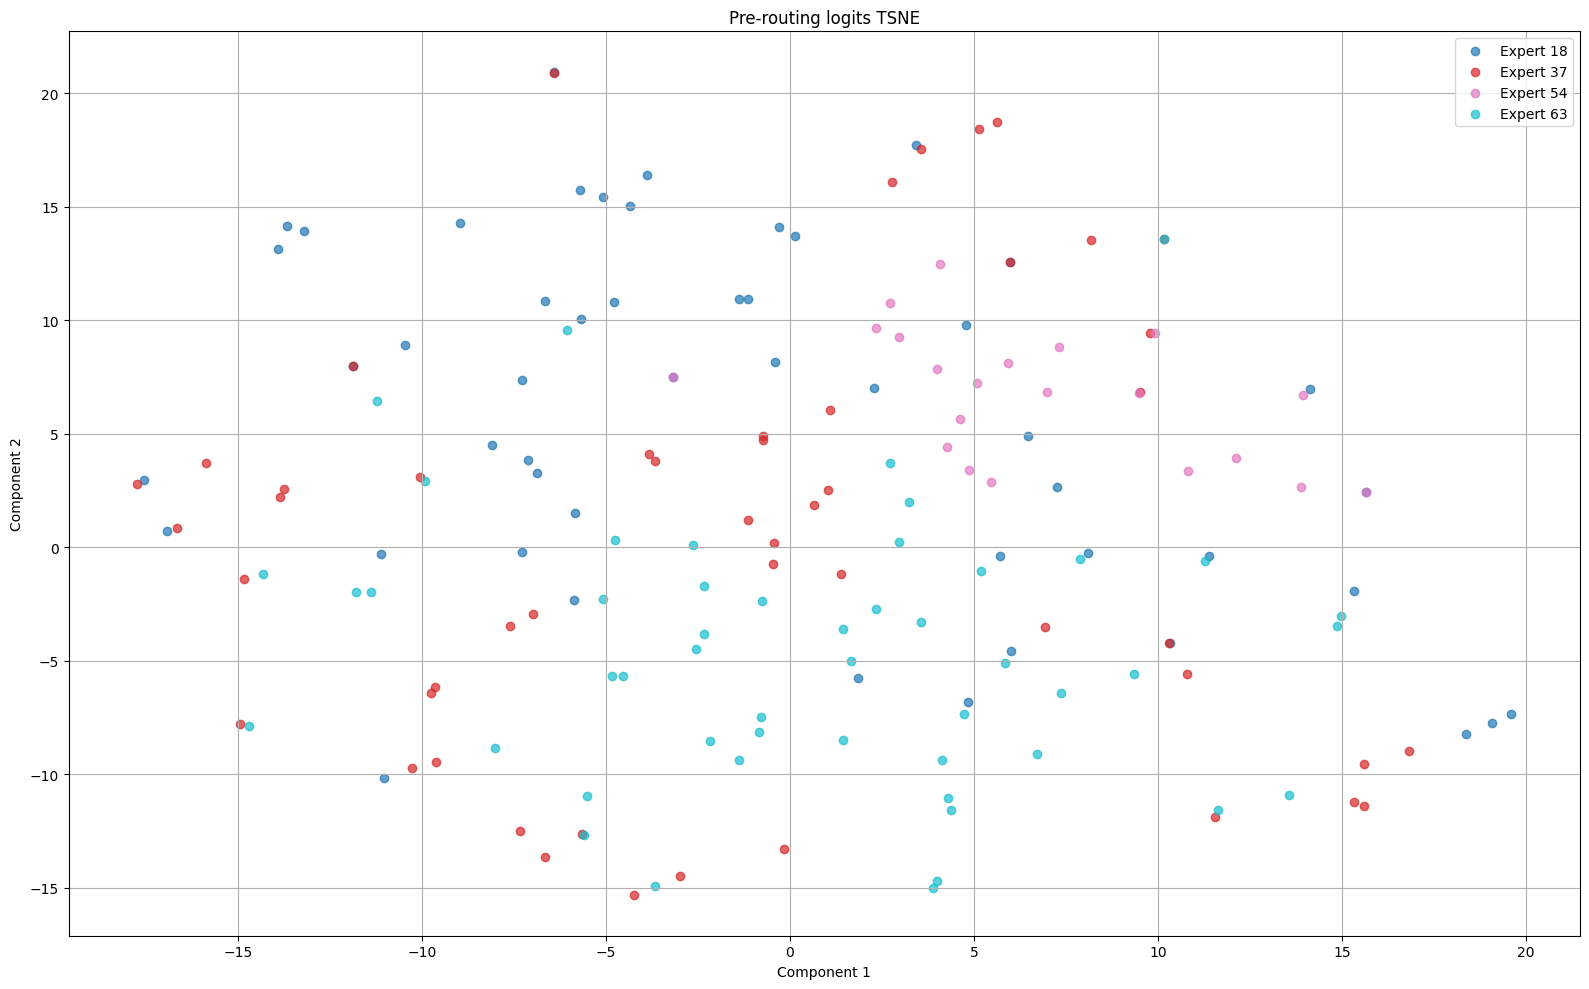 Pre-routing logits TSNE
Expert 18
Expert 37
Expert 54
Expert 63
20
15
10
5
0
−5
−10
−15
Component 2
−15 −10 −5 0 5 10 15 20
Component 1